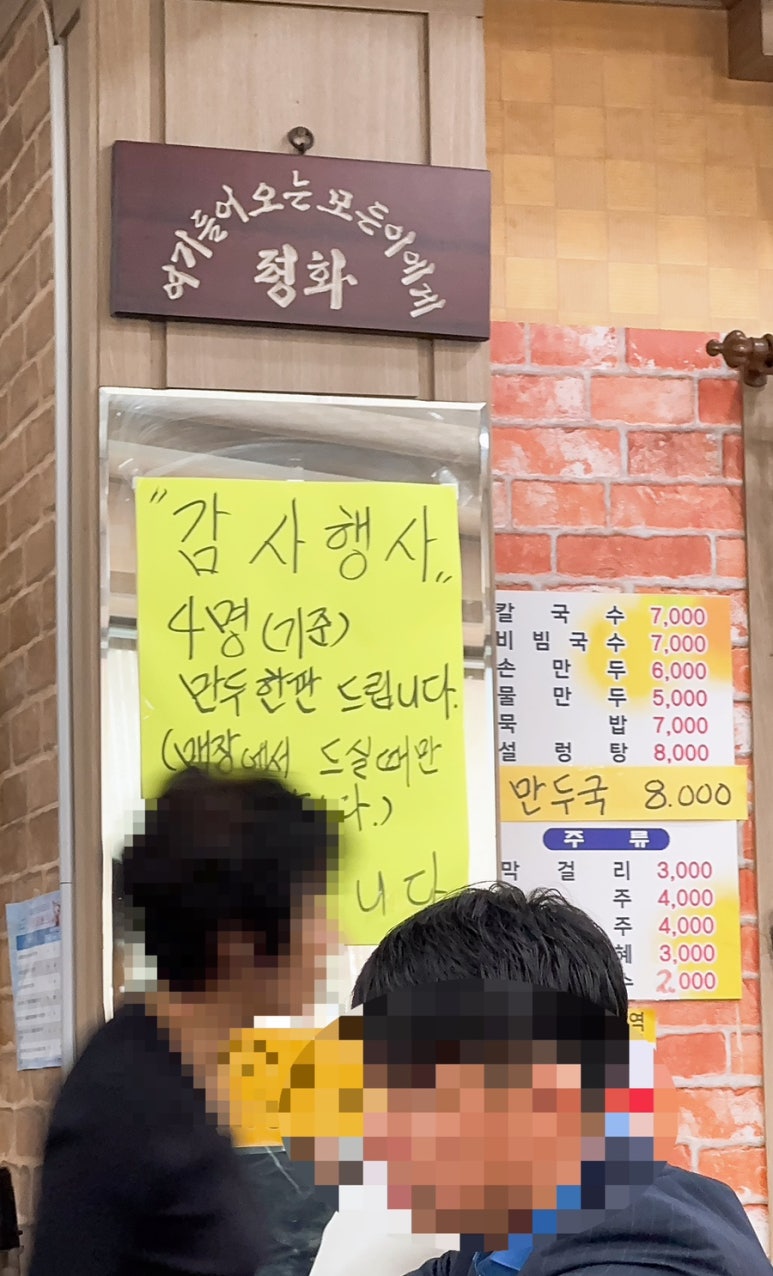 여기들어오는 모든이에게
평화
"감사행사"
4명(기준)
만두한판 드립니다.
(매장에서 드실때만
다.)
니다
칼국수 7,000
비빔국수 7,000
손만두 6,000
물만두 5,000
묵밥 7,000
설렁탕 8,000
만두국 8.000
주류
막걸리 3,000
주 4,000
주 4,000
혜 3,000
2,000
역